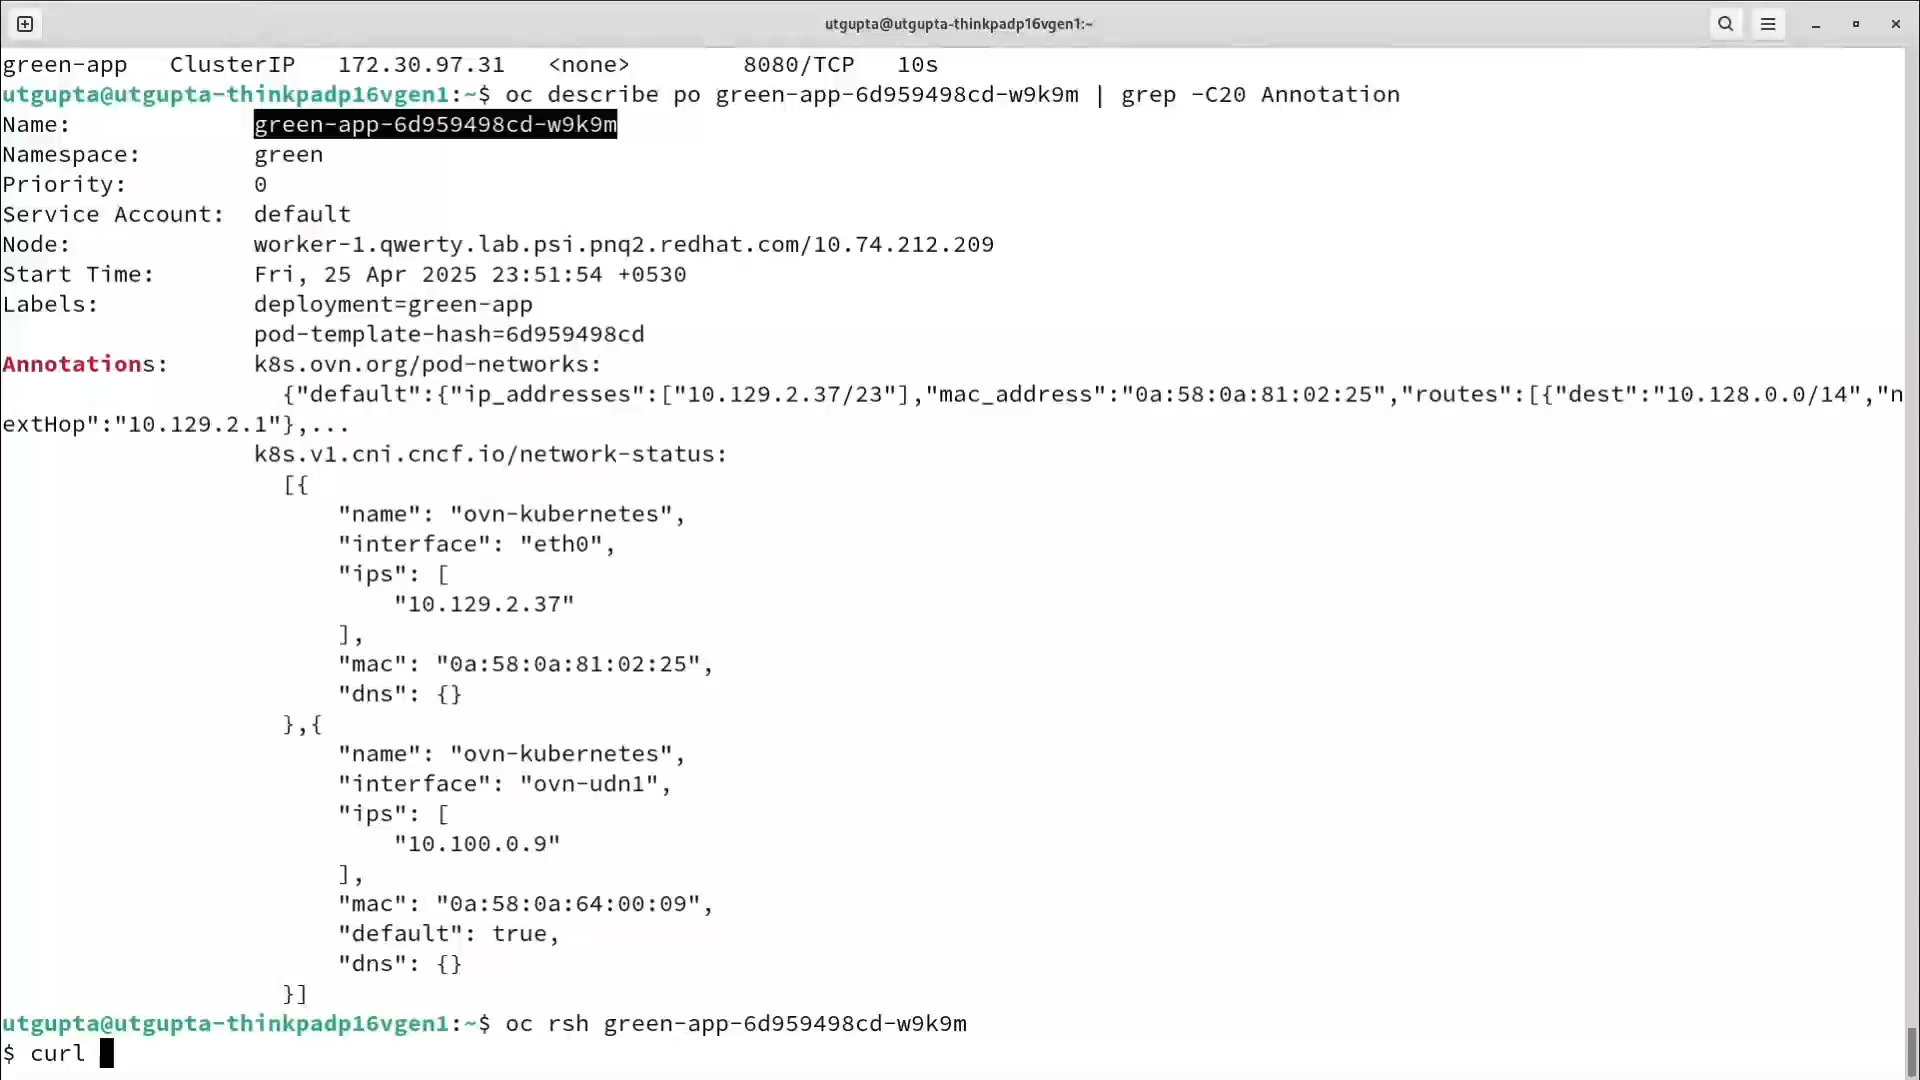 utgupta@utgupta-thinkpadp16vgen1:~
green-app   ClusterIP   172.30.97.31   <none>        8080/TCP   10s
utgupta@utgupta-thinkpadp16vgen1:~$ oc describe po green-app-6d959498cd-w9k9m | grep -C20 Annotation
Name:             green-app-6d959498cd-w9k9m
Namespace:        green
Priority:         0
Service Account:  default
Node:             worker-1.qwerty.lab.psi.pnq2.redhat.com/10.74.212.209
Start Time:       Fri, 25 Apr 2025 23:51:54 +0530
Labels:           deployment=green-app
                  pod-template-hash=6d959498cd
Annotations:      k8s.ovn.org/pod-networks:
                    {"default":{"ip_addresses":["10.129.2.37/23"],"mac_address":"0a:58:0a:81:02:25","routes":[{"dest":"10.128.0.0/14","n
extHop":"10.129.2.1"},...
                  k8s.v1.cni.cncf.io/network-status:
                    [{
                        "name": "ovn-kubernetes",
                        "interface": "eth0",
                        "ips": [
                            "10.129.2.37"
                        ],
                        "mac": "0a:58:0a:81:02:25",
                        "dns": {}
                    },{
                        "name": "ovn-kubernetes",
                        "interface": "ovn-udn1",
                        "ips": [
                            "10.100.0.9"
                        ],
                        "mac": "0a:58:0a:64:00:09",
                        "default": true,
                        "dns": {}
                    }]
utgupta@utgupta-thinkpadp16vgen1:~$ oc rsh green-app-6d959498cd-w9k9m
$ curl